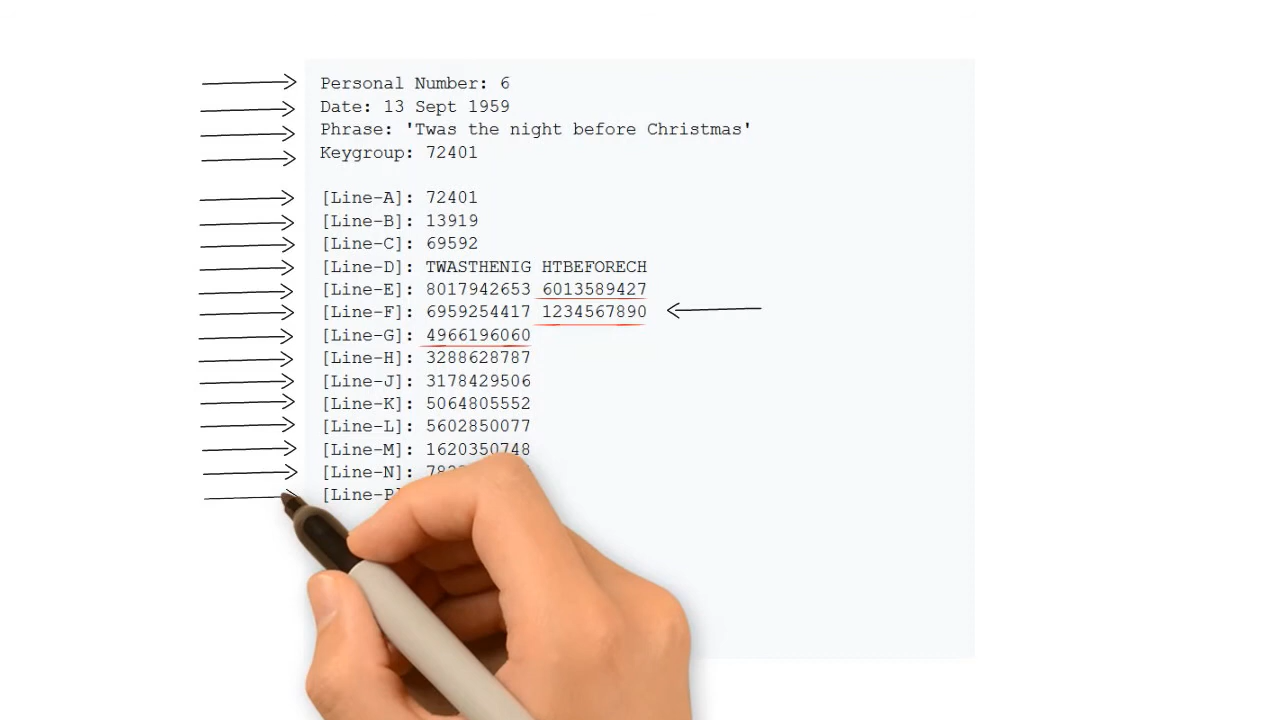 Personal Number: 6
Date: 13 Sept 1959
Phrase: 'Twas the night before Christmas'
Keygroup: 72401
[Line-A]: 72401
[Line-B]: 13919
[Line-C]: 69592
[Line-D]: TWASTHENIG HTBEFORECH
[Line-E]: 8017942653 6013589427
[Line-F]: 6959254417 1234567890
[Line-G]: 4966196060
[Line-H]: 3288628787
[Line-J]: 3178429506
[Line-K]: 5064805552
[Line-L]: 5602850077
[Line-M]: 1620350748
[Line-N]:
[Line-P]